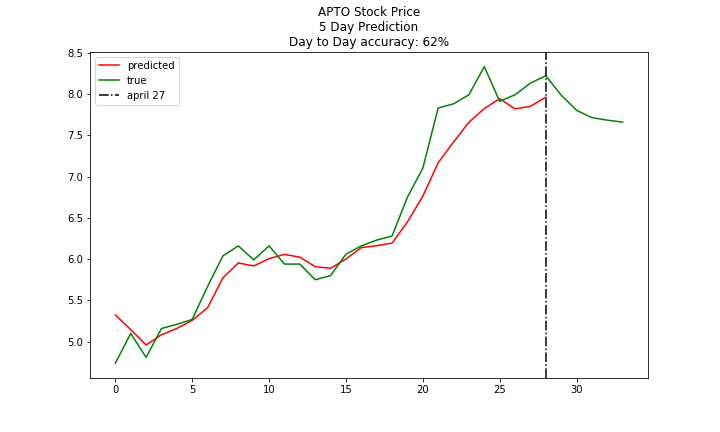 APTO Stock Price
5 Day Prediction
Day to Day accuracy: 62%
predicted
true
april 27
8.5
8.0
7.5
7.0
6.5
6.0
5.5
5.0
0 5 10 15 20 25 30